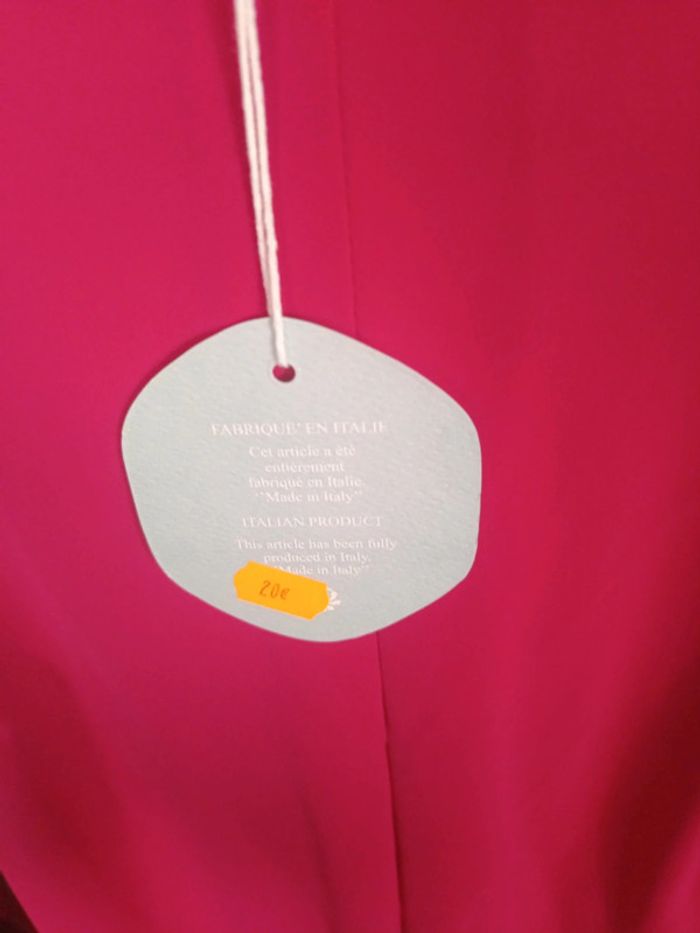 FABRIQUE' EN ITALIE
Cet article a été
entièrement
fabriqué en Italie.
"Made in Italy"
ITALIAN PRODUCT
This article has been fully
produced in Italy.
"Made in Italy"
20€